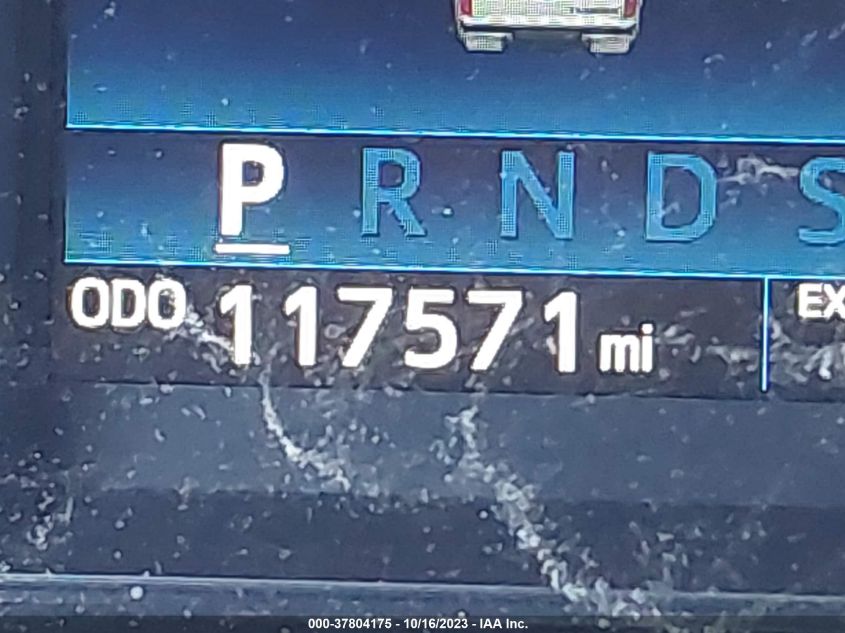 P R N D S
ODO 117571 mi EX
000-37804175 - 10/16/2023 - IAA Inc.